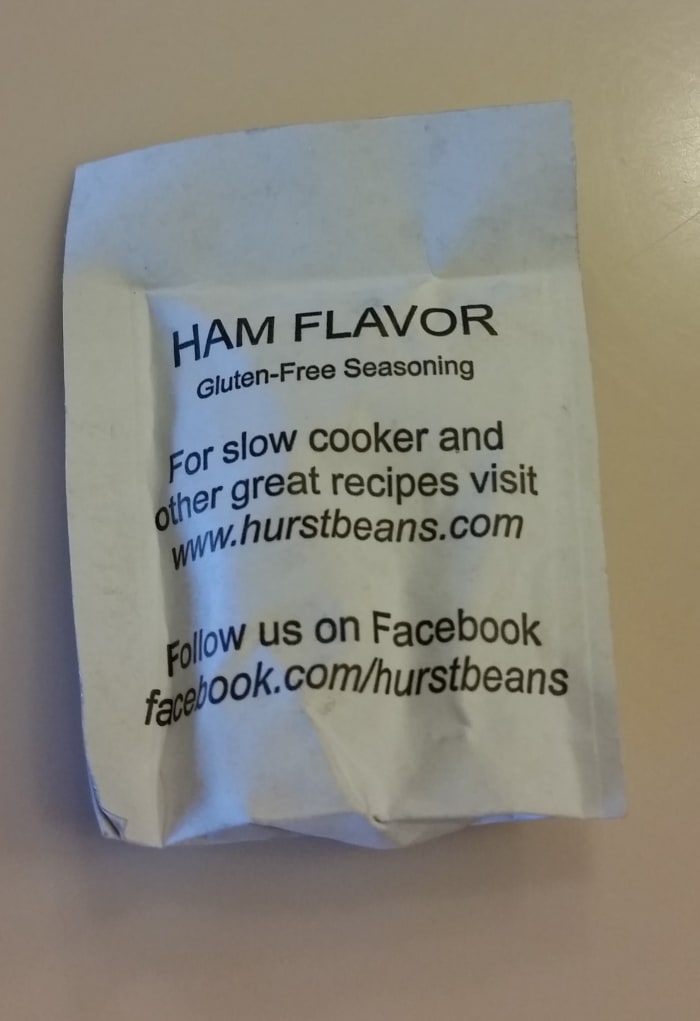 HAM FLAVOR
Gluten-Free Seasoning
For slow cooker and
other great recipes visit
www.hurstbeans.com
Follow us on Facebook
facebook.com/hurstbeans